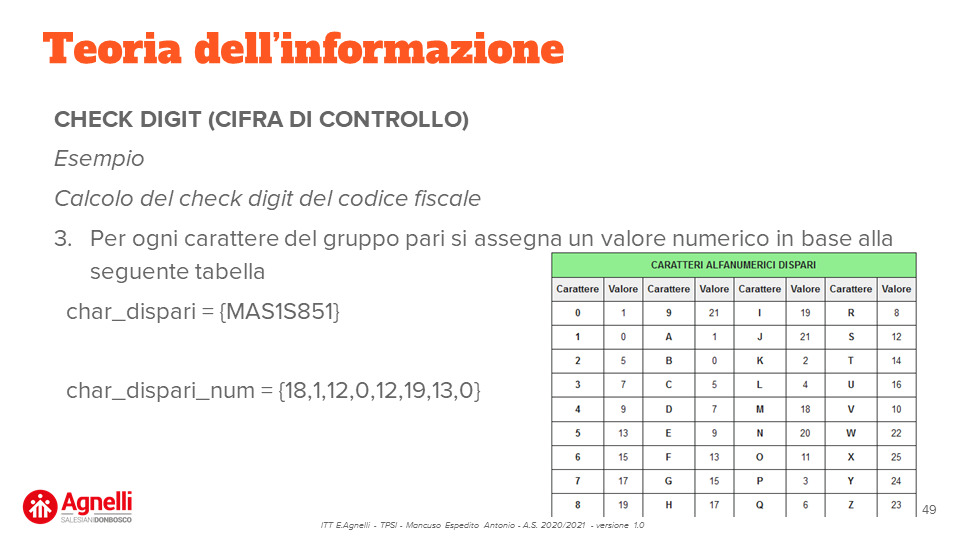 Teoria dell'informazione
CHECK DIGIT (CIFRA DI CONTROLLO)
Esempio
Calcolo del check digit del codice fiscale
3. Per ogni carattere del gruppo pari si assegna un valore numerico in base alla
seguente tabella
char_dispari = {MAS1S851}
char_dispari_num = {18,1,12,0,12,19,13,0}
CARATTERI ALFANUMERICI DISPARI
Carattere Valore Carattere Valore Carattere Valore Carattere Valore
0 1 9 21 I 19 R 8
1 0 A 1 J 21 S 12
2 5 B 0 K 2 T 14
3 7 C 5 L 4 U 16
4 9 D 7 M 18 V 10
5 13 E 9 N 20 W 22
6 15 F 13 O 11 X 25
7 17 G 15 P 3 Y 24
8 19 H 17 Q 6 Z 23
Agnelli
SALESIANI DONBOSCO
49
ITT E.Agnelli - TPSI - Mancuso Espedito Antonio - A.S. 2020/2021 - versione 1.0